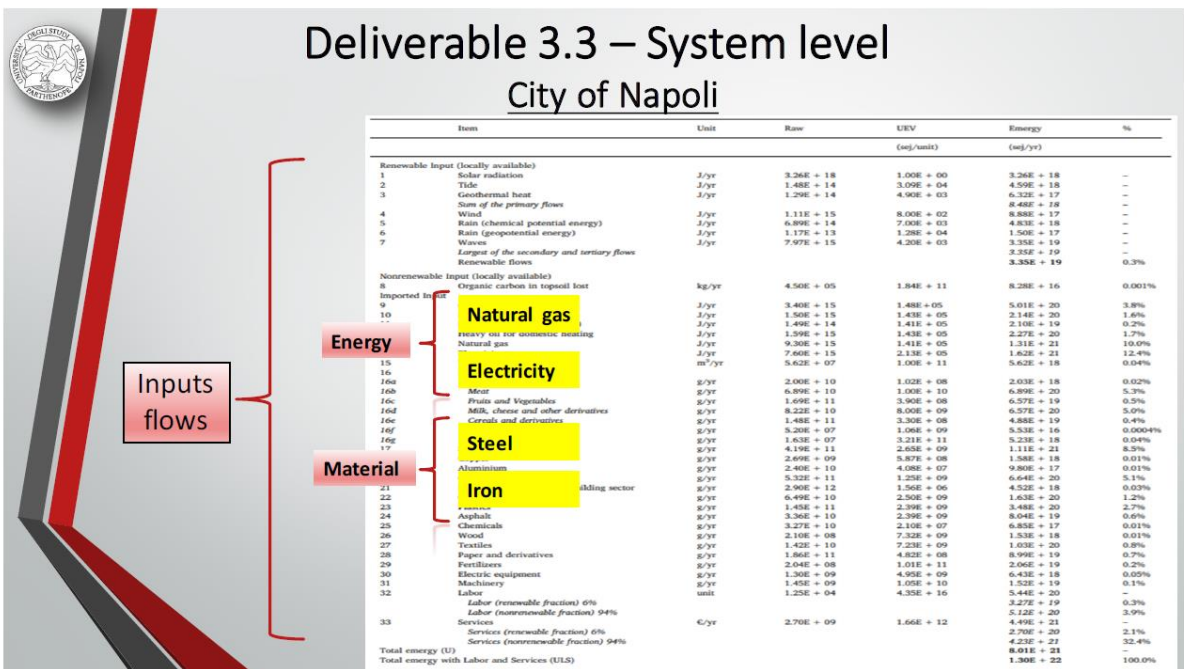 DEGLI STUDI DI NAPOLI
UNIVERSITÀ
PARTHENOPE
Deliverable 3.3 – System level
City of Napoli
Item Unit Raw UEV Emergy %
(sej/unit) (sej/yr)
Renewable Input (locally available)
1 Solar radiation J/yr 3.26E + 18 1.00E + 00 3.26E + 18 –
2 Tide J/yr 1.48E + 14 3.09E + 04 4.59E + 18 –
3 Geothermal heat J/yr 1.29E + 14 4.90E + 03 6.32E + 17 –
Sum of the primary flows 8.48E + 18 –
4 Wind J/yr 1.11E + 15 8.00E + 02 8.88E + 17 –
5 Rain (chemical potential energy) J/yr 6.89E + 14 7.00E + 03 4.83E + 18 –
6 Rain (geopotential energy) J/yr 1.17E + 13 1.28E + 04 1.50E + 17 –
7 Waves J/yr 7.97E + 15 4.20E + 03 3.35E + 19 –
Largest of the secondary and tertiary flows 3.35E + 19 –
Renewable flows 3.35E + 19 0.3%
Nonrenewable Input (locally available)
8 Organic carbon in topsoil lost kg/yr 4.50E + 05 1.84E + 11 8.28E + 16 0.001%
Imported Input
9 J/yr 3.40E + 15 1.48E+05 5.01E + 20 3.8%
10 J/yr 1.50E + 15 1.43E + 05 2.14E + 20 1.6%
J/yr 1.49E + 14 1.41E + 05 2.10E + 19 0.2%
Heavy oil for domestic heating J/yr 1.59E + 15 1.43E + 05 2.27E + 20 1.7%
Natural gas J/yr 9.30E + 15 1.41E + 05 1.31E + 21 10.0%
J/yr 7.60E + 15 2.13E + 05 1.62E + 21 12.4%
15 m³/yr 5.62E + 07 1.00E + 11 5.62E + 18 0.04%
16
16a g/yr 2.00E + 10 1.02E + 08 2.03E + 18 0.02%
16b Meat g/yr 6.89E + 10 1.00E + 10 6.89E + 20 5.3%
16c Fruits and Vegetables g/yr 1.69E + 11 3.90E + 08 6.57E + 19 0.5%
16d Milk, cheese and other derivatives g/yr 8.22E + 10 8.00E + 09 6.57E + 20 5.0%
16e Cereals and derivatives g/yr 1.48E + 11 3.30E + 08 4.88E + 19 0.4%
16f g/yr 5.20E + 07 1.06E + 09 5.53E + 16 0.0004%
16g g/yr 1.63E + 07 3.21E + 11 5.23E + 18 0.04%
17 g/yr 4.19E + 11 2.65E + 09 1.11E + 21 8.5%
g/yr 2.69E + 09 5.87E + 08 1.58E + 18 0.01%
Aluminium g/yr 2.40E + 10 4.08E + 07 9.80E + 17 0.01%
g/yr 5.32E + 11 1.25E + 09 6.64E + 20 5.1%
21 ilding sector g/yr 2.90E + 12 1.56E + 06 4.52E + 18 0.03%
22 g/yr 6.49E + 10 2.50E + 09 1.63E + 20 1.2%
23 Plastics g/yr 1.45E + 11 2.39E + 09 3.48E + 20 2.7%
24 Asphalt g/yr 3.36E + 10 2.39E + 09 8.04E + 19 0.6%
25 Chemicals g/yr 3.27E + 10 2.10E + 07 6.85E + 17 0.01%
26 Wood g/yr 2.10E + 08 7.32E + 09 1.53E + 18 0.01%
27 Textiles g/yr 1.42E + 10 7.23E + 09 1.03E + 20 0.8%
28 Paper and derivatives g/yr 1.86E + 11 4.82E + 08 8.99E + 19 0.7%
29 Fertilizers g/yr 2.04E + 08 1.01E + 11 2.06E + 19 0.2%
30 Electric equipment g/yr 1.30E + 09 4.95E + 09 6.43E + 18 0.05%
31 Machinery g/yr 1.45E + 09 1.05E + 10 1.52E + 19 0.1%
32 Labor unit 1.25E + 04 4.35E + 16 5.44E + 20 –
Labor (renewable fraction) 6% 3.27E + 19 0.3%
Labor (nonrenewable fraction) 94% 5.12E + 20 3.9%
33 Services €/yr 2.70E + 09 1.66E + 12 4.49E + 21 –
Services (renewable fraction) 6% 2.70E + 20 2.1%
Services (nonrenewable fraction) 94% 4.23E + 21 32.4%
Total emergy (U) 8.01E + 21 –
Total emergy with Labor and Services (ULS) 1.30E + 22 100.0%
Inputs
flows
Energy
Natural gas
Electricity
Material
Steel
Iron